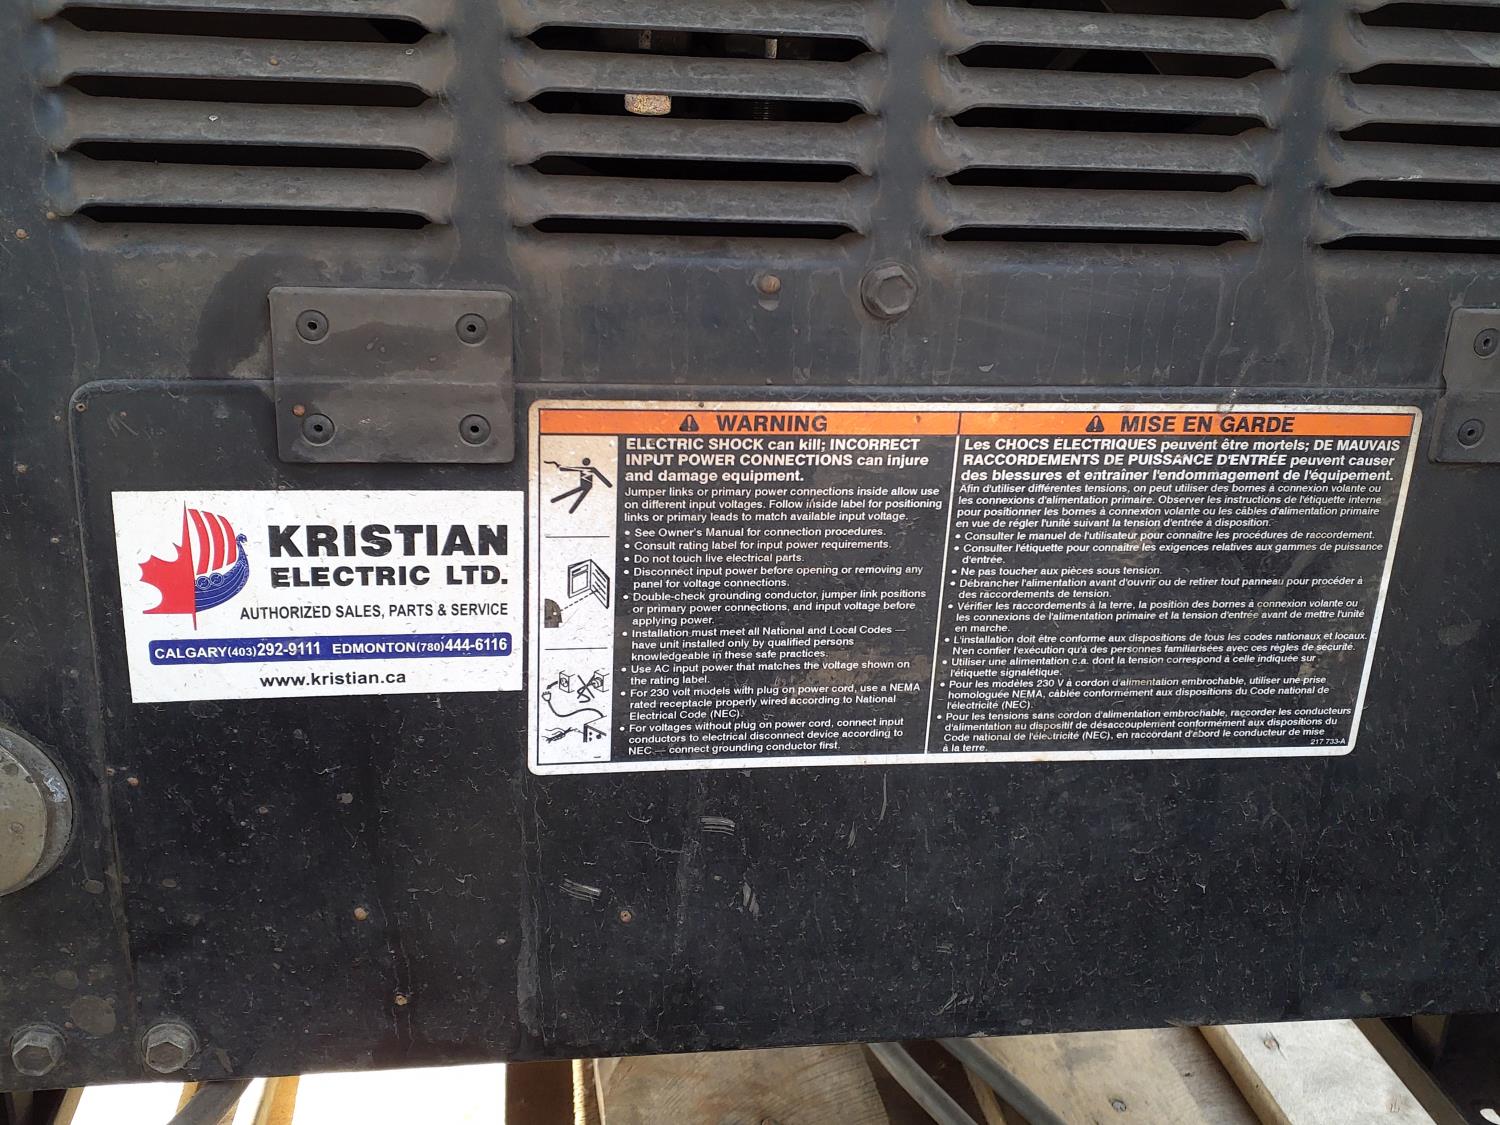 KRISTIAN
ELECTRIC LTD.
AUTHORIZED SALES, PARTS & SERVICE
CALGARY(403)292-9111 EDMONTON(780)444-6116
www.kristian.ca
WARNING
ELECTRIC SHOCK can kill; INCORRECT
INPUT POWER CONNECTIONS can injure
and damage equipment.
Jumper links or primary power connections inside allow use
on different input voltages. Follow inside label for positioning
links or primary leads to match available input voltage.
• See Owner's Manual for connection procedures.
• Consult rating label for input power requirements.
• Do not touch live electrical parts.
• Disconnect input power before opening or removing any
panel for voltage connections.
• Double-check grounding conductor, jumper link positions
or primary power connections, and input voltage before
applying power.
• Installation must meet all National and Local Codes —
have unit installed only by qualified persons
knowledgeable in these safe practices.
• Use AC input power that matches the voltage shown on
the rating label.
• For 230 volt models with plug on power cord, use a NEMA
rated receptacle properly wired according to National
Electrical Code (NEC).
• For voltages without plug on power cord, connect input
conductors to electrical disconnect device according to
NEC — connect grounding conductor first.
MISE EN GARDE
Les CHOCS ÉLECTRIQUES peuvent être mortels; DE MAUVAIS
RACCORDEMENTS DE PUISSANCE D'ENTRÉE peuvent causer
des blessures et entraîner l'endommagement de l'équipement.
Afin d'utiliser différentes tensions, on peut utiliser des bornes à connexion volante ou
les connexions d'alimentation primaire. Observer les instructions de l'étiquette interne
pour positionner les bornes à connexion volante ou les câbles d'alimentation primaire
en vue de régler l'unité suivant la tension d'entrée à disposition.
• Consulter le manuel de l'utilisateur pour connaître les procédures de raccordement.
• Consulter l'étiquette pour connaître les exigences relatives aux gammes de puissance
d'entrée.
• Ne pas toucher aux pièces sous tension.
• Débrancher l'alimentation avant d'ouvrir ou de retirer tout panneau pour procéder à
des raccordements de tension.
• Vérifier les raccordements à la terre, la position des bornes à connexion volante ou
les connexions de l'alimentation primaire et la tension d'entrée avant de mettre l'unité
en marche.
• L'installation doit être conforme aux dispositions de tous les codes nationaux et locaux.
N'en confier l'exécution qu'à des personnes familiarisées avec ces règles de sécurité.
• Utiliser une alimentation c.a. dont la tension correspond à celle indiquée sur
l'étiquette signalétique.
• Pour les modèles 230 V à cordon d'alimentation embrochable, utiliser une prise
homologuée NEMA, câblée conformément aux dispositions du Code national de
l'électricité (NEC).
• Pour les tensions sans cordon d'alimentation embrochable, raccorder les conducteurs
d'alimentation au dispositif de désaccouplement conformément aux dispositions du
Code national de l'électricité (NEC), en raccordant d'abord le conducteur de mise
à la terre.
217 733-A